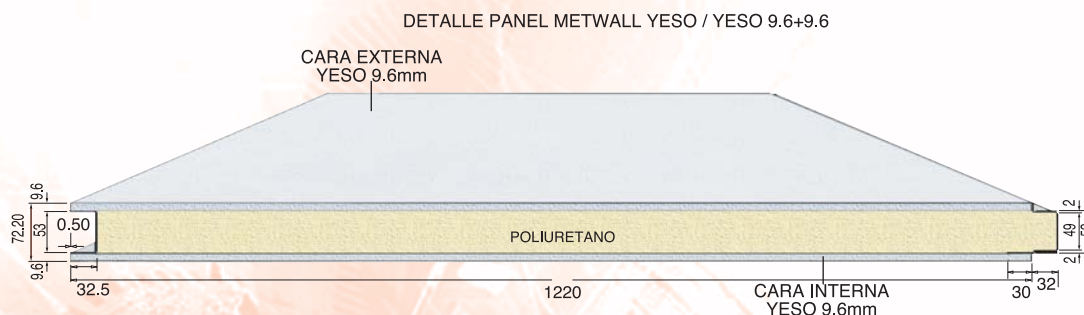 DETALLE PANEL METWALL YESO / YESO 9.6+9.6
CARA EXTERNA
YESO 9.6mm
9.6
72.20
53
0.50
9.6
POLIURETANO
2
49
2
32.5
1220
30
32
CARA INTERNA
YESO 9.6mm